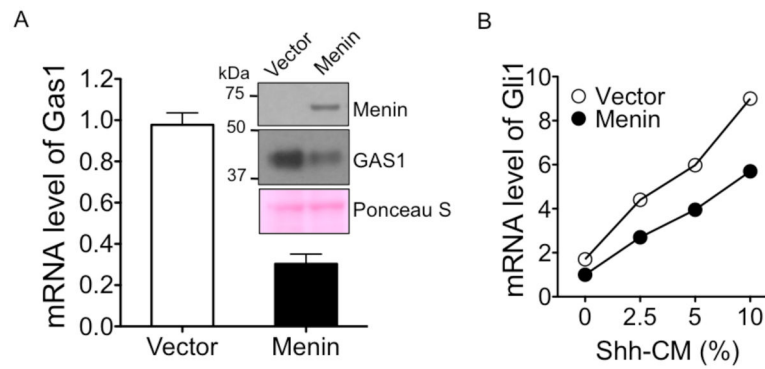 A
mRNA level of Gas1
1.2
1.0
0.8
0.6
0.4
0.2
0.0
Vector
Menin
kDa
Vector
Menin
75
50
37
Menin
GAS1
Ponceau S
B
mRNA level of Gli1
10
8
6
4
2
0
Vector
Menin
0 2.5 5 10
Shh-CM (%)